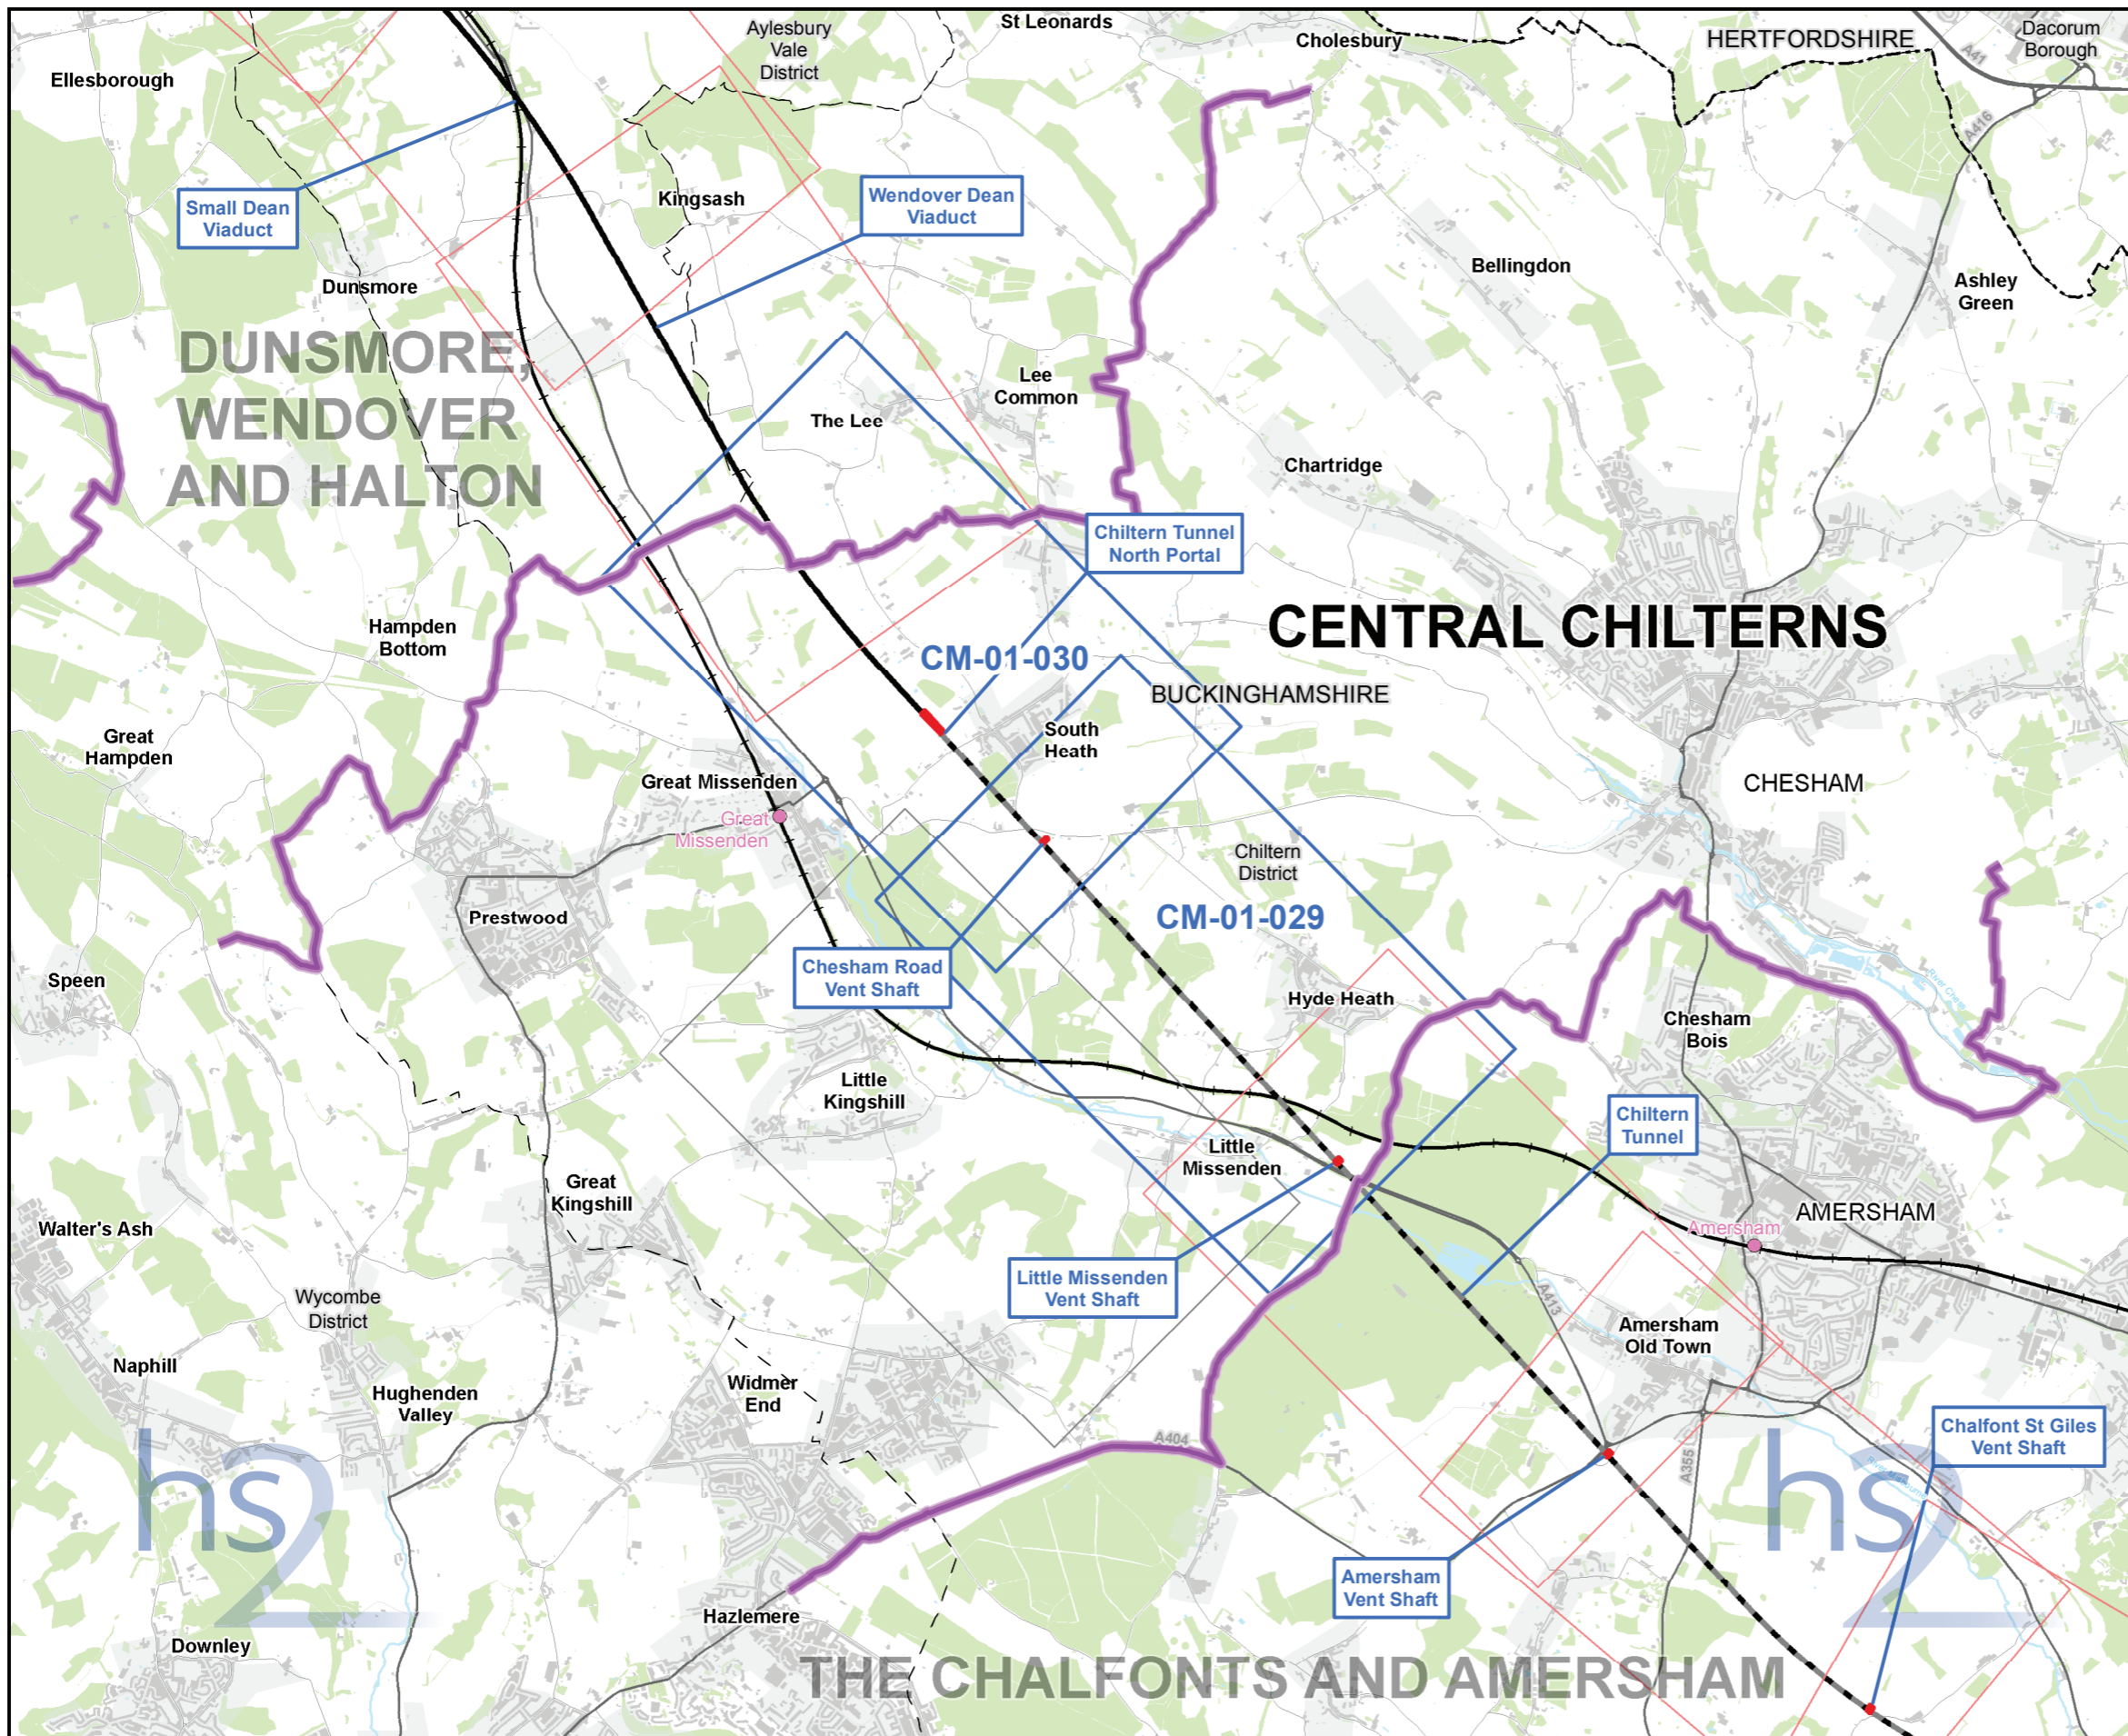 St Leonards
Aylesbury
Vale
District
Cholesbury
HERTFORDSHIRE
Dacorum
Borough
A41
Ellesborough
A416
Small Dean
Viaduct
Kingsash
Wendover Dean
Viaduct
Dunsmore
Bellingdon
Ashley
Green
DUNSMORE,
WENDOVER
AND HALTON
Lee
Common
The Lee
Chartridge
Chiltern Tunnel
North Portal
Hampden
Bottom
CENTRAL CHILTERNS
CM-01-030
BUCKINGHAMSHIRE
Great
Hampden
South
Heath
Great Missenden
CHESHAM
Great
Missenden
Chiltern
District
Prestwood
CM-01-029
Speen
Chesham Road
Vent Shaft
Hyde Heath
River Chess
Chesham
Bois
Little
Kingshill
Chiltern
Tunnel
Little
Missenden
Great
Kingshill
Walter's Ash
AMERSHAM
Amersham
Little Missenden
Vent Shaft
Wycombe
District
A413
Amersham
Old Town
Naphill
Hughenden
Valley
Widmer
End
A404
A355
Chalfont St Giles
Vent Shaft
hs2
hs2
Amersham
Vent Shaft
Hazlemere
Downley
THE CHALFONTS AND AMERSHAM